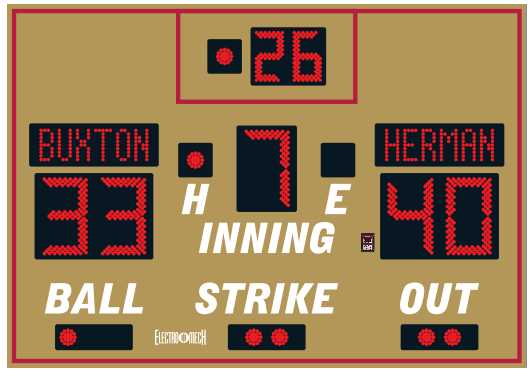 26
BUXTON 7 HERMAN
33 40
H E
INNING
BALL STRIKE OUT
ELECTRO-MECH